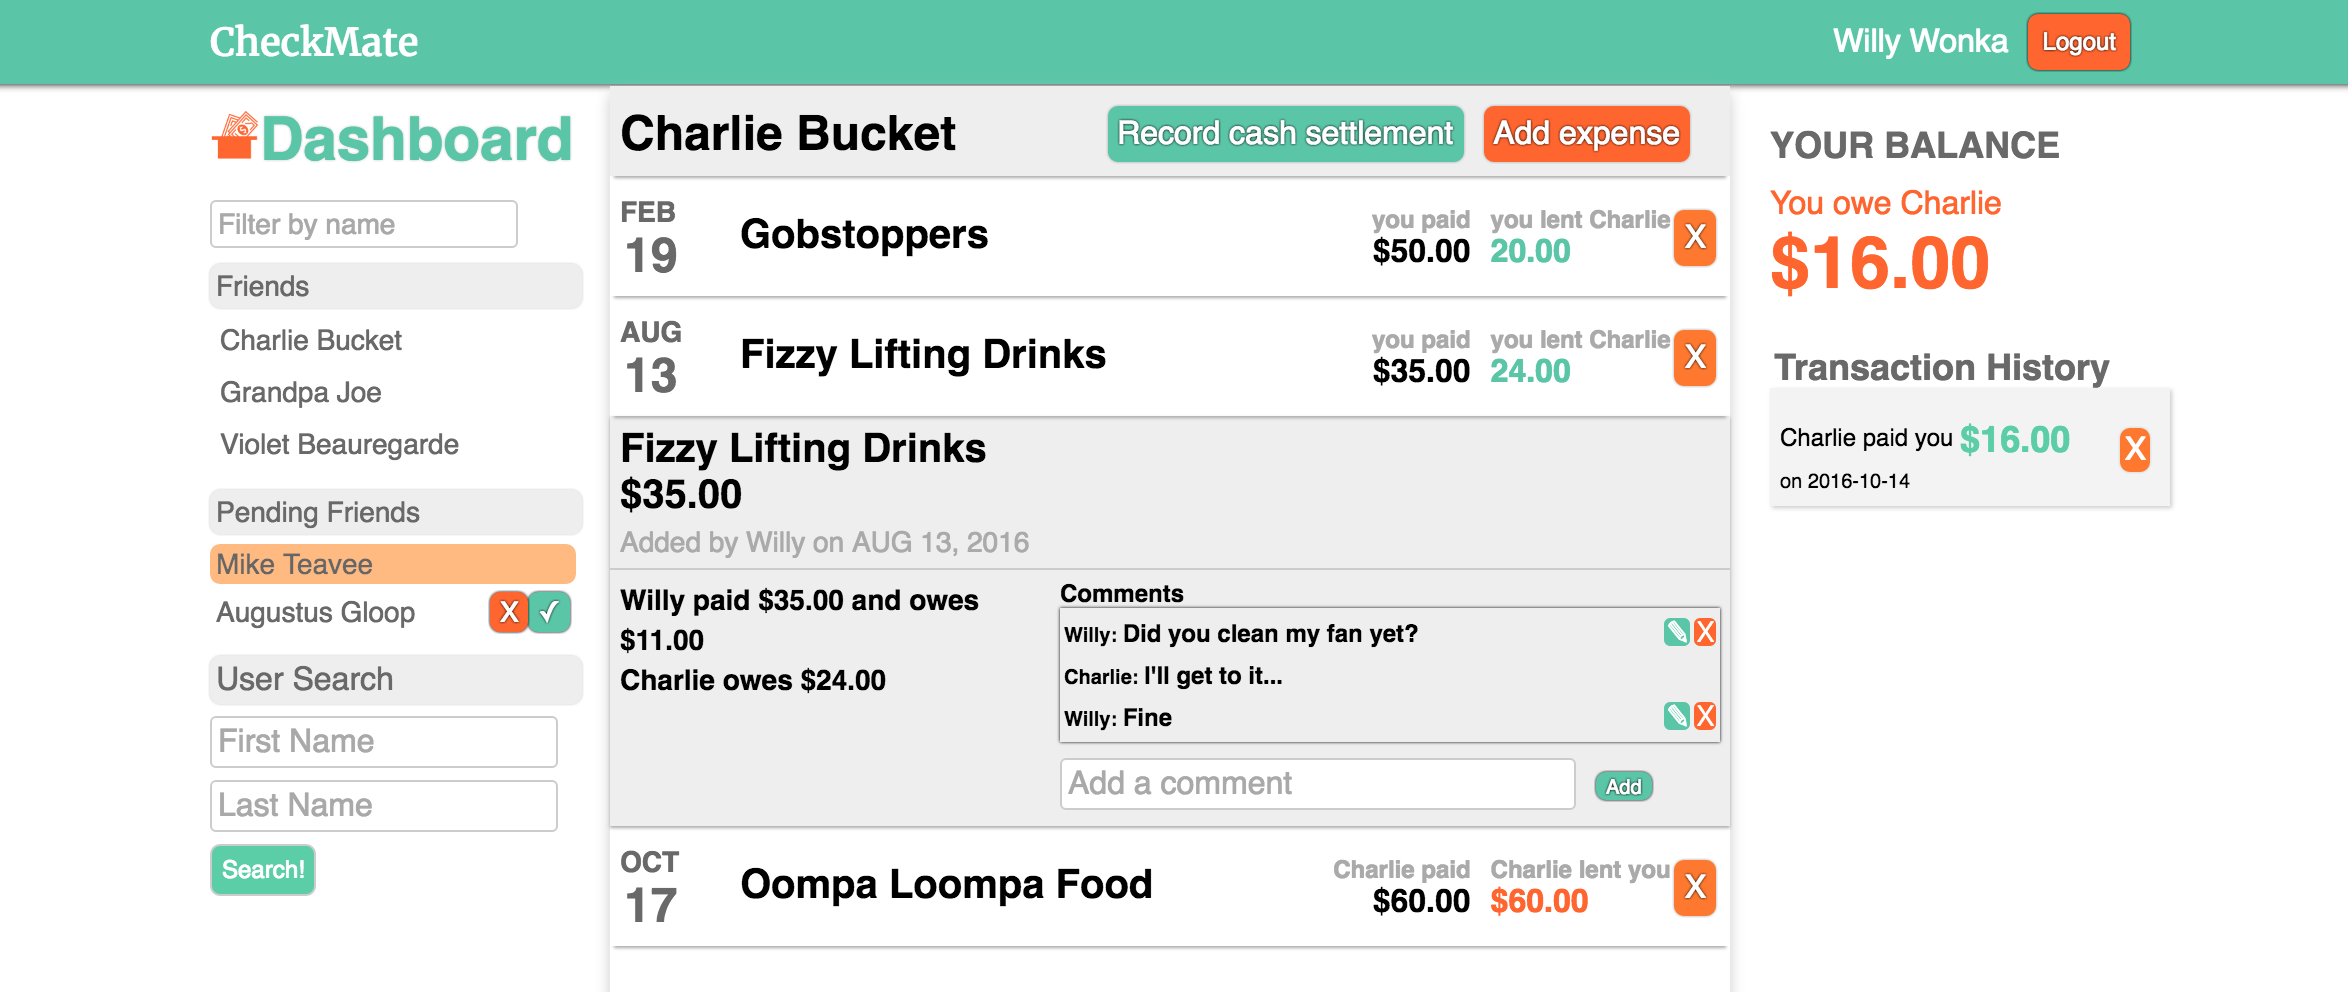 CheckMate
Willy Wonka
Logout
Dashboard
Filter by name
Friends
Charlie Bucket
Grandpa Joe
Violet Beauregarde
Pending Friends
Mike Teavee
Augustus Gloop X ✓
User Search
First Name
Last Name
Search!
Charlie Bucket
Record cash settlement
Add expense
FEB
19
Gobstoppers
you paid
$50.00
you lent Charlie
20.00
X
AUG
13
Fizzy Lifting Drinks
you paid
$35.00
you lent Charlie
24.00
X
Fizzy Lifting Drinks
$35.00
Added by Willy on AUG 13, 2016
Willy paid $35.00 and owes
$11.00
Charlie owes $24.00
Comments
Willy: Did you clean my fan yet? X
Charlie: I'll get to it...
Willy: Fine X
Add a comment
Add
OCT
17
Oompa Loompa Food
Charlie paid
$60.00
Charlie lent you
$60.00
X
YOUR BALANCE
You owe Charlie
$16.00
Transaction History
Charlie paid you $16.00
on 2016-10-14
X